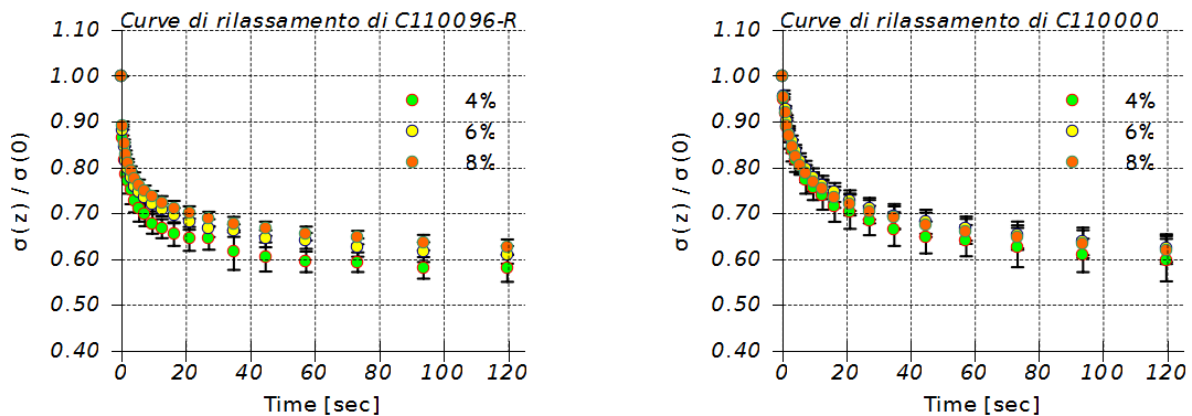 Curve di rilassamento di C110096-R
1.10
1.00
0.90
0.80
0.70
0.60
0.50
0.40
σ(z) / σ(0)
4%
6%
8%
0 20 40 60 80 100 120
Time [sec]
Curve di rilassamento di C110000
1.10
1.00
0.90
0.80
0.70
0.60
0.50
0.40
σ(z) / σ(0)
4%
6%
8%
0 20 40 60 80 100 120
Time [sec]